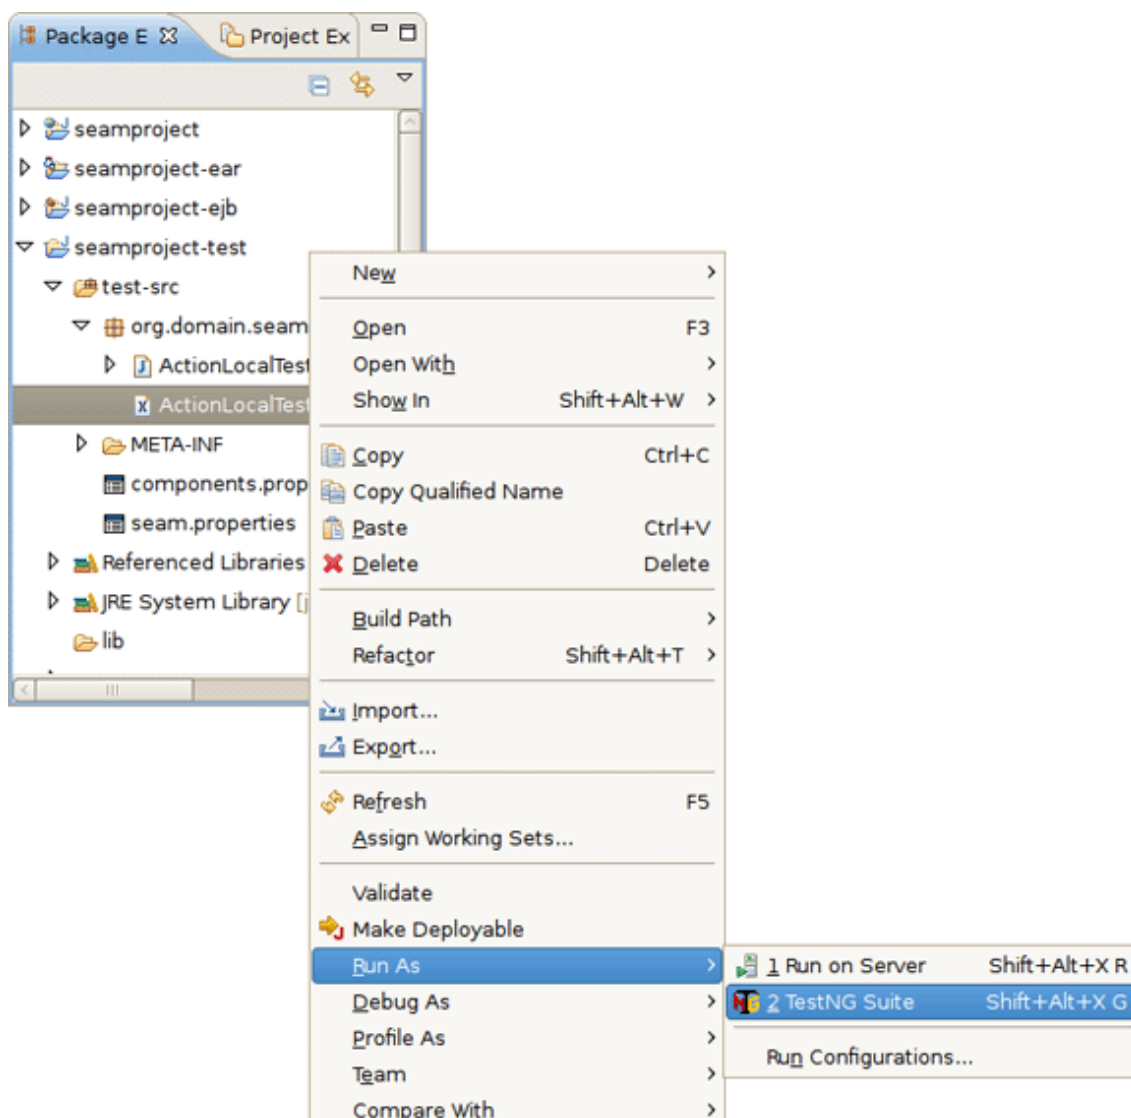 Package E
Project Ex
seamproject
seamproject-ear
seamproject-ejb
seamproject-test
test-src
org.domain.seam
ActionLocalTest
ActionLocalTest
META-INF
components.prop
seam.properties
Referenced Libraries
JRE System Library [j
lib
New
Open F3
Open With
Show In Shift+Alt+W
Copy Ctrl+C
Copy Qualified Name
Paste Ctrl+V
Delete Delete
Build Path
Refactor Shift+Alt+T
Import...
Export...
Refresh F5
Assign Working Sets...
Validate
Make Deployable
Run As
Debug As
Profile As
Team
Compare With
1 Run on Server Shift+Alt+X R
2 TestNG Suite Shift+Alt+X G
Run Configurations...